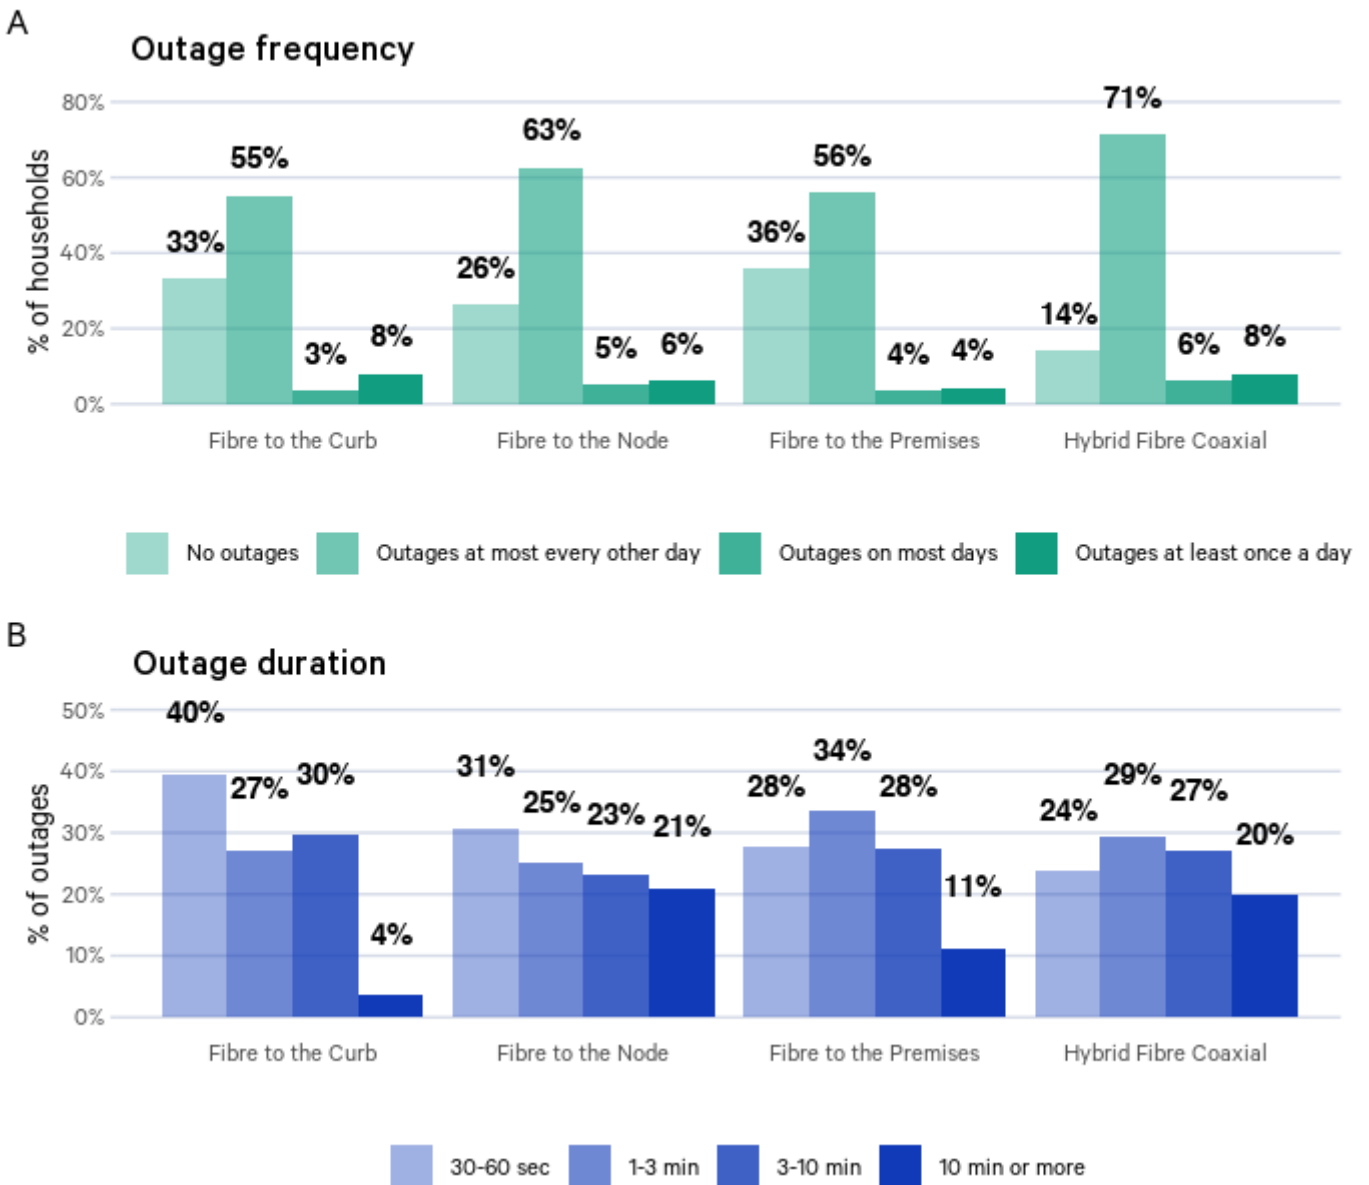 A
Outage frequency
% of households
80%
60%
40%
20%
0%
33% 55% 3% 8%
26% 63% 5% 6%
36% 56% 4% 4%
14% 71% 6% 8%
Fibre to the Curb Fibre to the Node Fibre to the Premises Hybrid Fibre Coaxial
No outages Outages at most every other day Outages on most days Outages at least once a day
B
Outage duration
% of outages
50%
40%
30%
20%
10%
0%
40% 27% 30% 4%
31% 25% 23% 21%
28% 34% 28% 11%
24% 29% 27% 20%
Fibre to the Curb Fibre to the Node Fibre to the Premises Hybrid Fibre Coaxial
30-60 sec 1-3 min 3-10 min 10 min or more